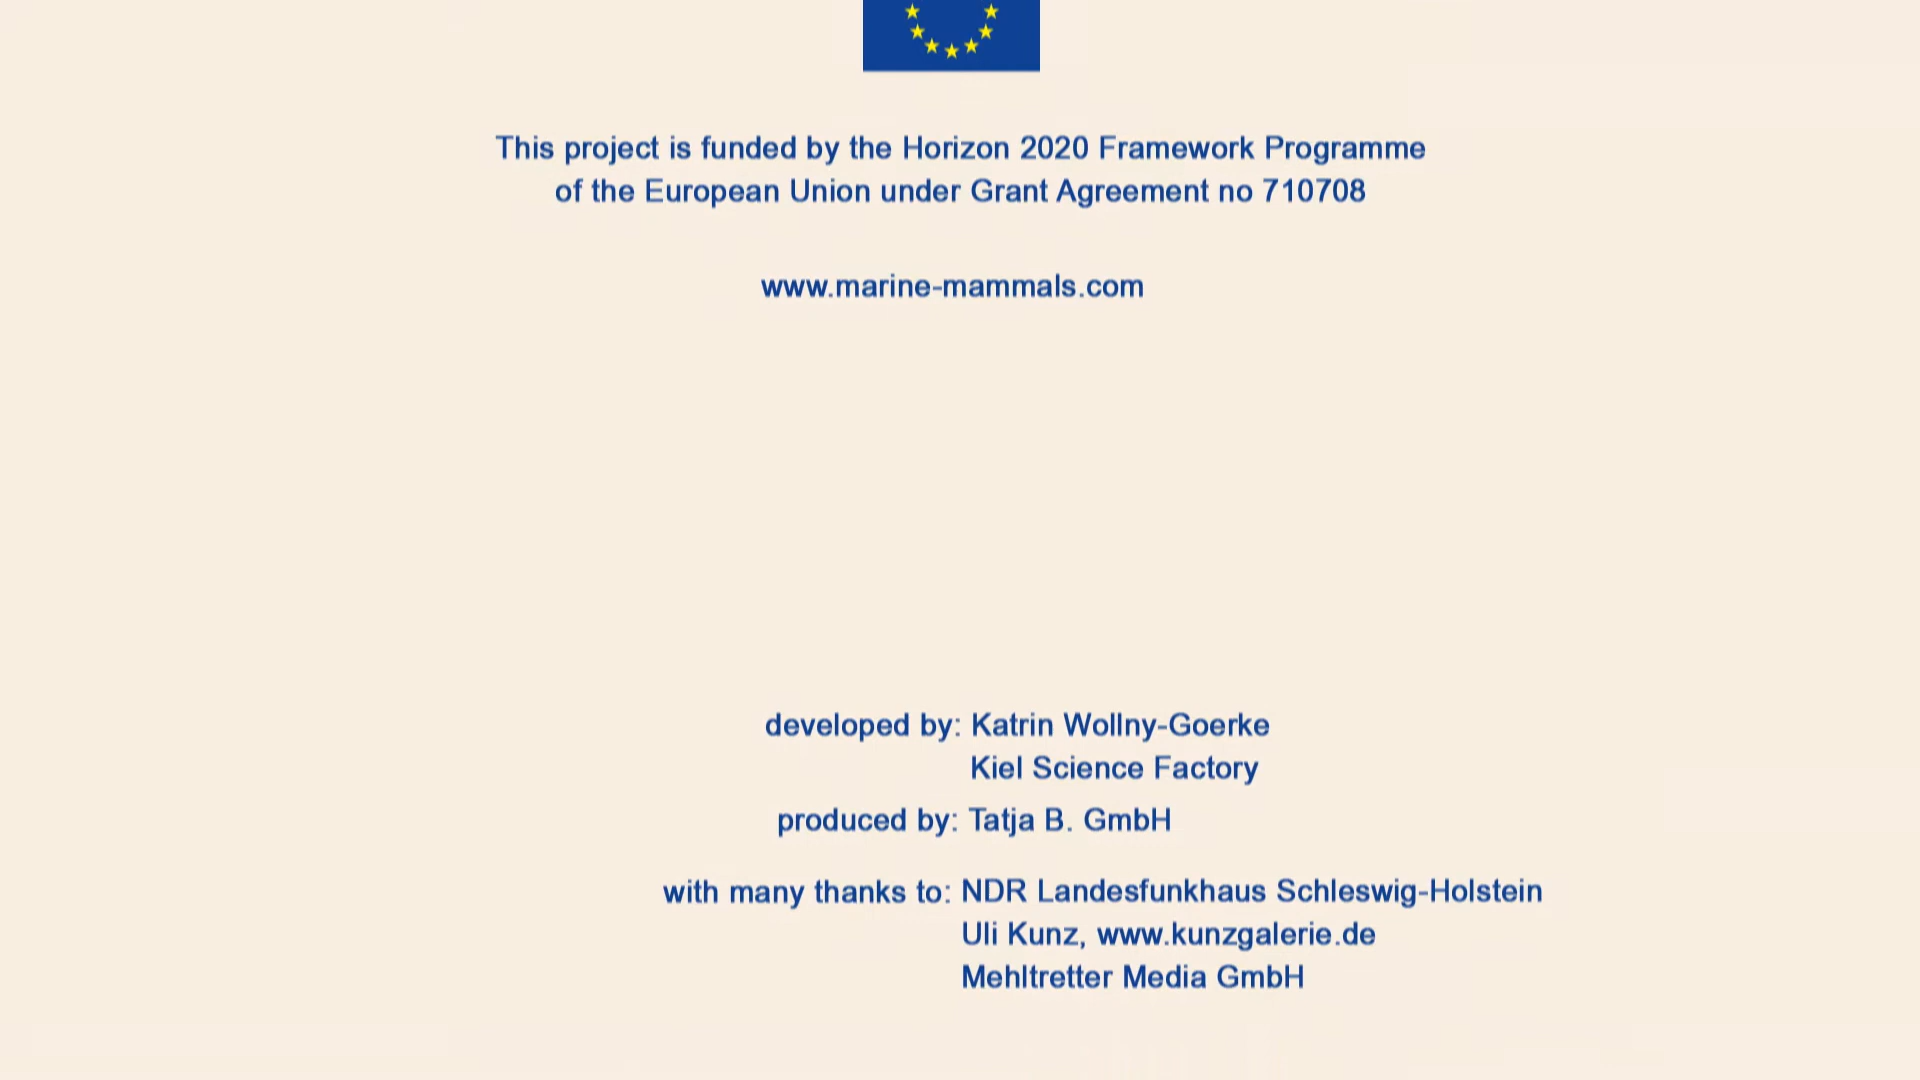 This project is funded by the Horizon 2020 Framework Programme
of the European Union under Grant Agreement no 710708
www.marine-mammals.com
developed by: Katrin Wollny-Goerke
Kiel Science Factory
produced by: Tatja B. GmbH
with many thanks to: NDR Landesfunkhaus Schleswig-Holstein
Uli Kunz, www.kunzgalerie.de
Mehltretter Media GmbH